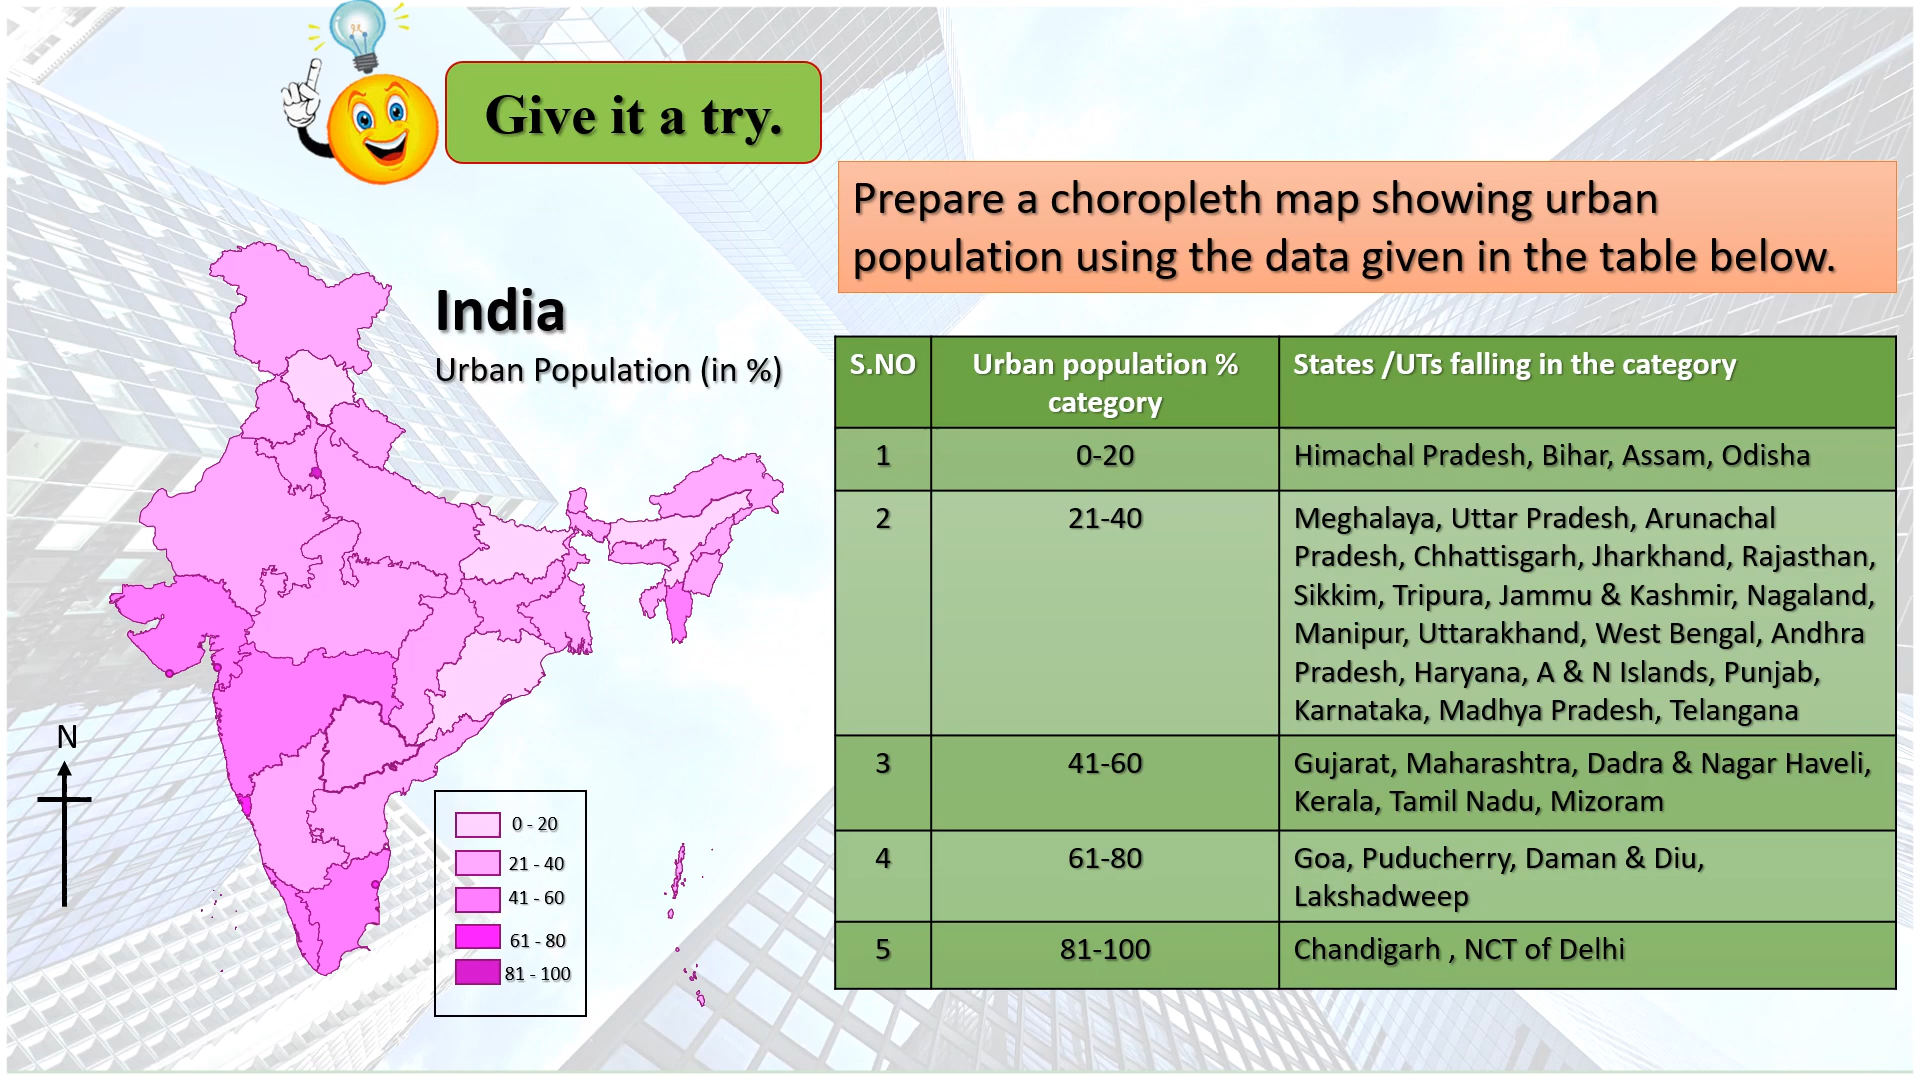 Give it a try.
Prepare a choropleth map showing urban
population using the data given in the table below.
India
Urban Population (in %)
N
0 - 20
21 - 40
41 - 60
61 - 80
81 - 100
S.NO
Urban population %
category
States /UTs falling in the category
1
0-20
Himachal Pradesh, Bihar, Assam, Odisha
2
21-40
Meghalaya, Uttar Pradesh, Arunachal
Pradesh, Chhattisgarh, Jharkhand, Rajasthan,
Sikkim, Tripura, Jammu & Kashmir, Nagaland,
Manipur, Uttarakhand, West Bengal, Andhra
Pradesh, Haryana, A & N Islands, Punjab,
Karnataka, Madhya Pradesh, Telangana
3
41-60
Gujarat, Maharashtra, Dadra & Nagar Haveli,
Kerala, Tamil Nadu, Mizoram
4
61-80
Goa, Puducherry, Daman & Diu,
Lakshadweep
5
81-100
Chandigarh , NCT of Delhi